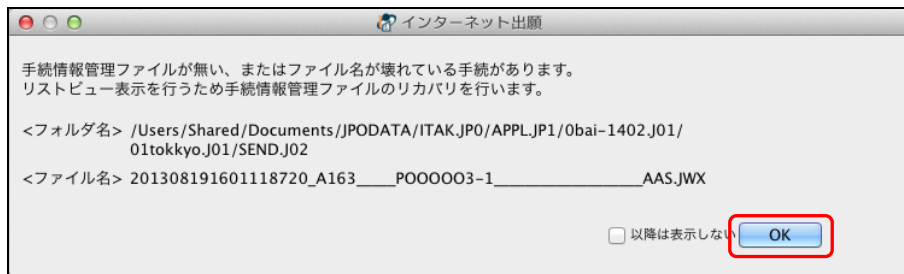 インターネット出願
手続情報管理ファイルが無い、またはファイル名が壊れている手続があります。
リストビュー表示を行うため手続情報管理ファイルのリカバリを行います。
<フォルダ名> /Users/Shared/Documents/JPODATA/ITAK.JP0/APPL.JP1/0bai-1402.J01/
01tokkyo.J01/SEND.J02
<ファイル名> 201308191601118720_A163_____POOOOO3-1___________________AAS.JWX
以降は表示しない OK